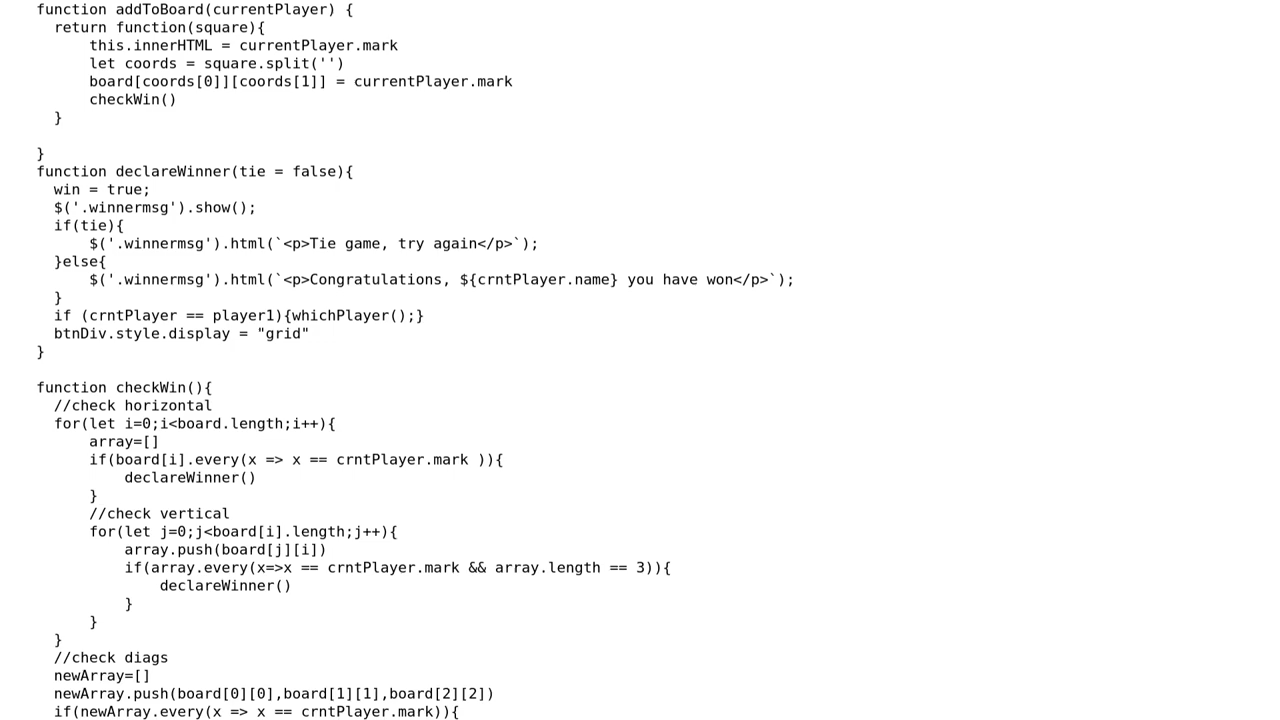 function addToBoard(currentPlayer) {
  return function(square){
      this.innerHTML = currentPlayer.mark
      let coords = square.split('')
      board[coords[0]][coords[1]] = currentPlayer.mark
      checkWin()
  }

}
function declareWinner(tie = false){
  win = true;
  $('.winnermsg').show();
  if(tie){
      $('.winnermsg').html(`<p>Tie game, try again</p>`);
  }else{
      $('.winnermsg').html(`<p>Congratulations, ${crntPlayer.name} you have won</p>`);
  }
  if (crntPlayer == player1){whichPlayer();}
  btnDiv.style.display = "grid"
}

function checkWin(){
  //check horizontal
  for(let i=0;i<board.length;i++){
      array=[]
      if(board[i].every(x => x == crntPlayer.mark )){
          declareWinner()
      }
      //check vertical
      for(let j=0;j<board[i].length;j++){
          array.push(board[j][i])
          if(array.every(x=>x == crntPlayer.mark && array.length == 3)){
              declareWinner()
          }
      }
  }
  //check diags
  newArray=[]
  newArray.push(board[0][0],board[1][1],board[2][2])
  if(newArray.every(x => x == crntPlayer.mark)){